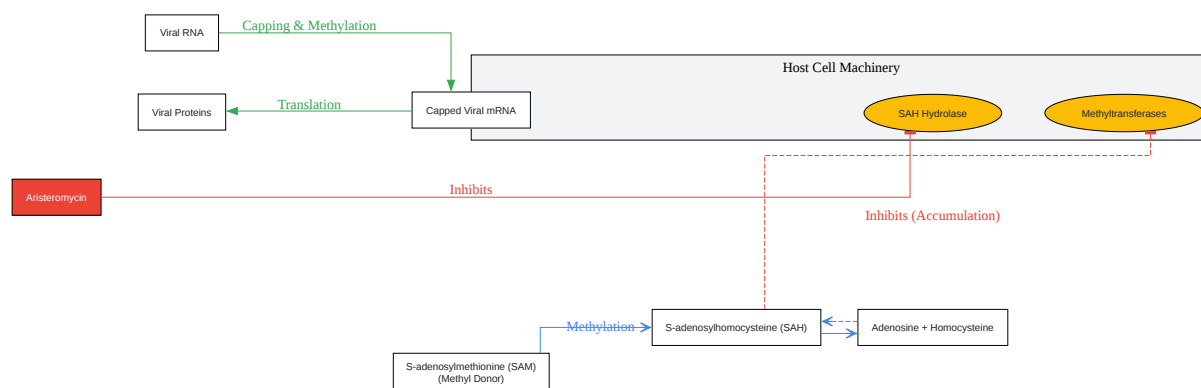 Viral RNA
Capping & Methylation
Host Cell Machinery
Viral Proteins
Translation
Capped Viral mRNA
SAH Hydrolase
Methyltransferases
Aristeromycin
Inhibits
Inhibits (Accumulation)
Methylation
S-adenosylhomocysteine (SAH)
Adenosine + Homocysteine
S-adenosylmethionine (SAM)
(Methyl Donor)